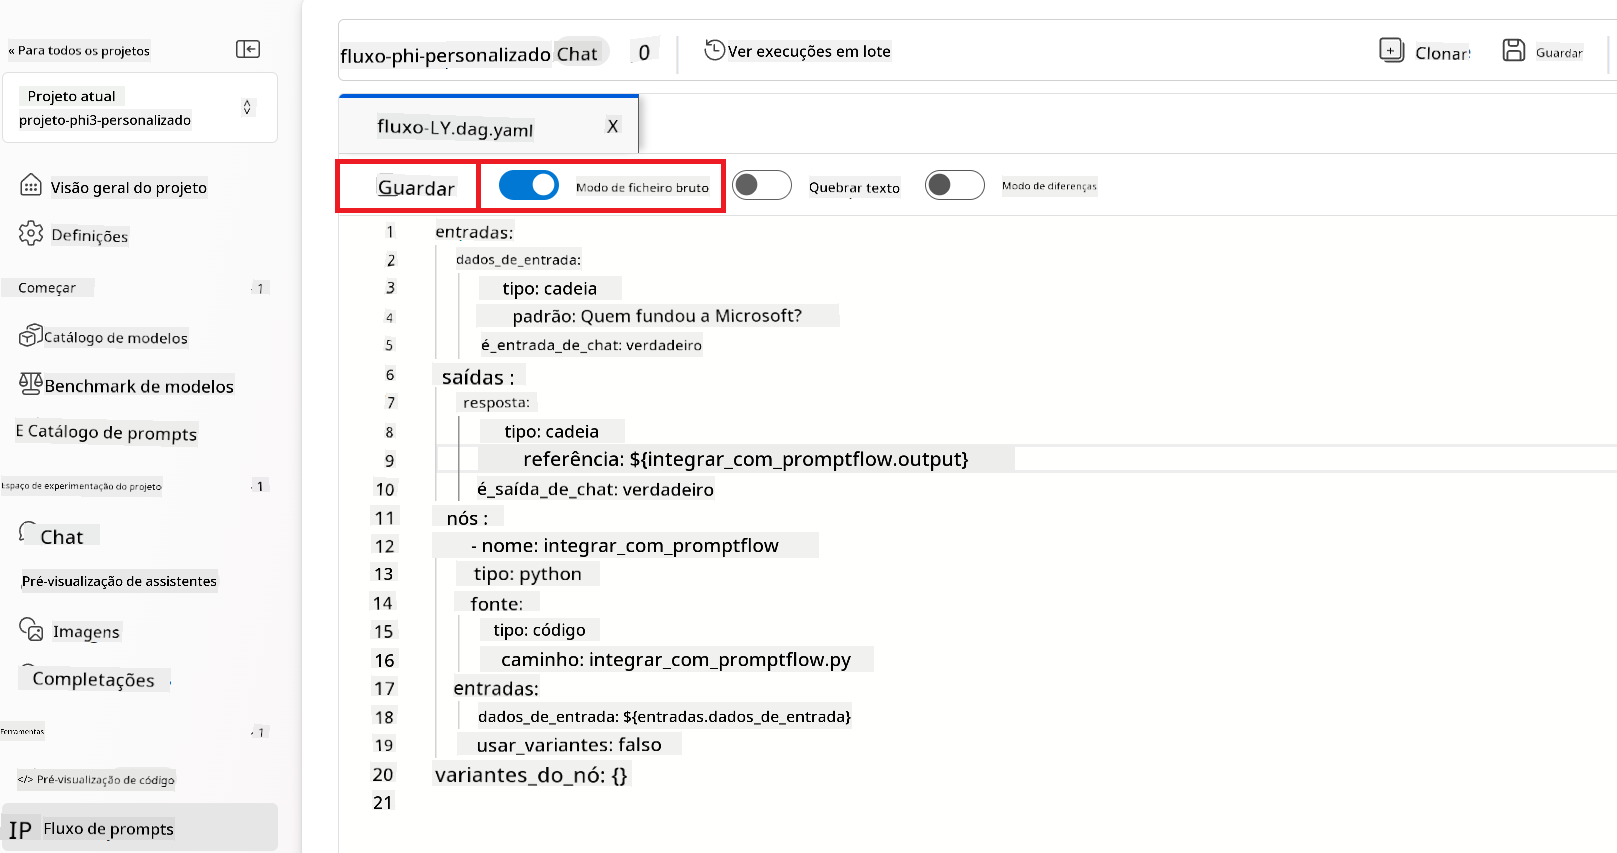 « Para todos os projetos
Projeto atual
projeto-phi3-personalizado
Visão geral do projeto
Definições
Começar
Catálogo de modelos
Benchmark de modelos
E Catálogo de prompts
Espaço de experimentação do projeto
1
Chat
Pré-visualização de assistentes
Imagens
Completações
Ferramentas
</> Pré-visualização de código
IP Fluxo de prompts
fluxo-phi-personalizado Chat 0 Ver execuções em lote Clonar Guardar
fluxo-LY.dag.yaml X
Guardar Modo de ficheiro bruto Quebrar texto Modo de diferenças
1 entradas:
2 dados_de_entrada:
3 tipo: cadeia
4 padrão: Quem fundou a Microsoft?
5 é_entrada_de_chat: verdadeiro
6 saídas :
7 resposta:
8 tipo: cadeia
9 referência: ${integrar_com_promptflow.output}
10 é_saída_de_chat: verdadeiro
11 nós :
12 - nome: integrar_com_promptflow
13 tipo: python
14 fonte:
15 tipo: código
16 caminho: integrar_com_promptflow.py
17 entradas:
18 dados_de_entrada: ${entradas.dados_de_entrada}
19 usar_variantes: falso
20 variantes_do_nó: {}
21